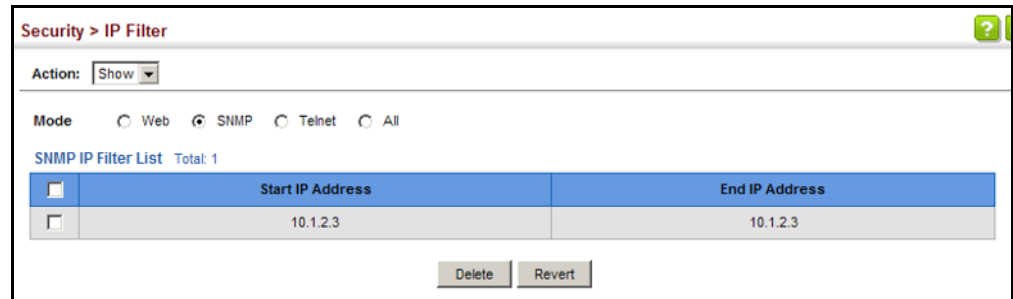 Security > IP Filter ?
Action: Show
Mode Web SNMP Telnet All
SNMP IP Filter List Total: 1
Start IP Address End IP Address
10.1.2.3 10.1.2.3
Delete Revert